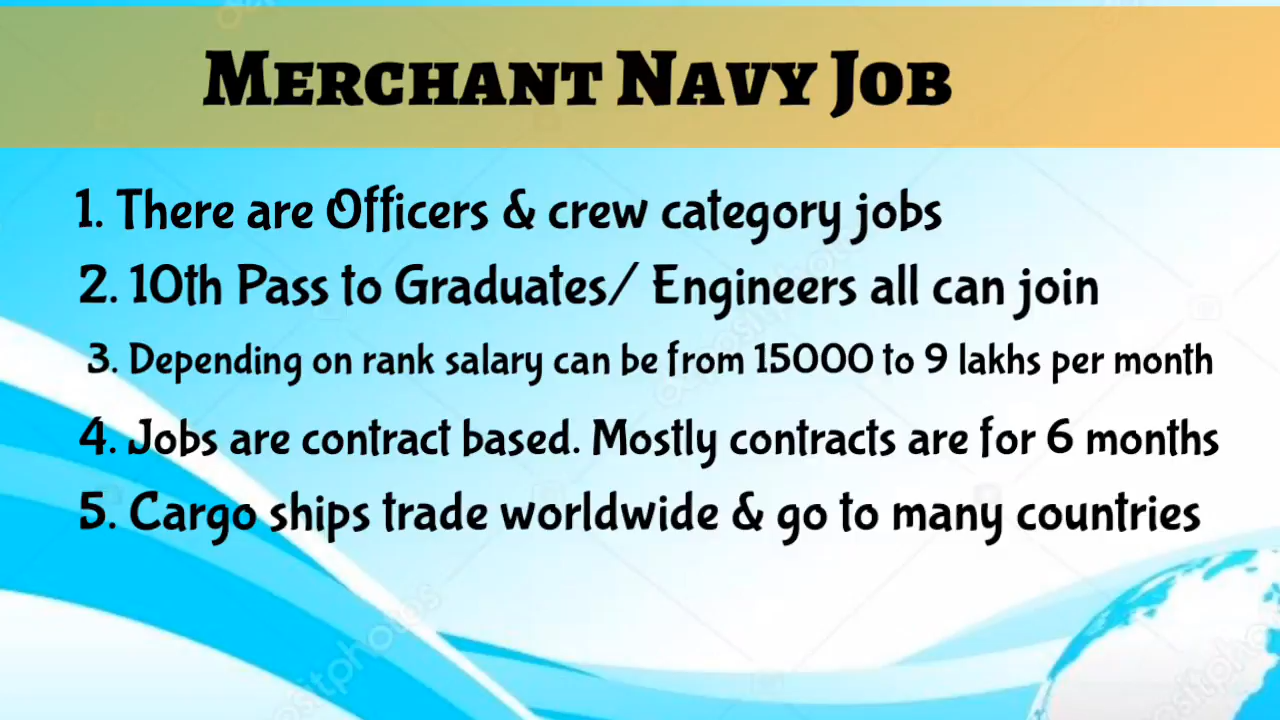 MERCHANT NAVY JOB
1. There are Officers & crew category jobs
2. 10th Pass to Graduates/ Engineers all can join
3. Depending on rank salary can be from 15000 to 9 lakhs per month
4. Jobs are contract based. Mostly contracts are for 6 months
5. Cargo ships trade worldwide & go to many countries
depositphotos
depositphotos